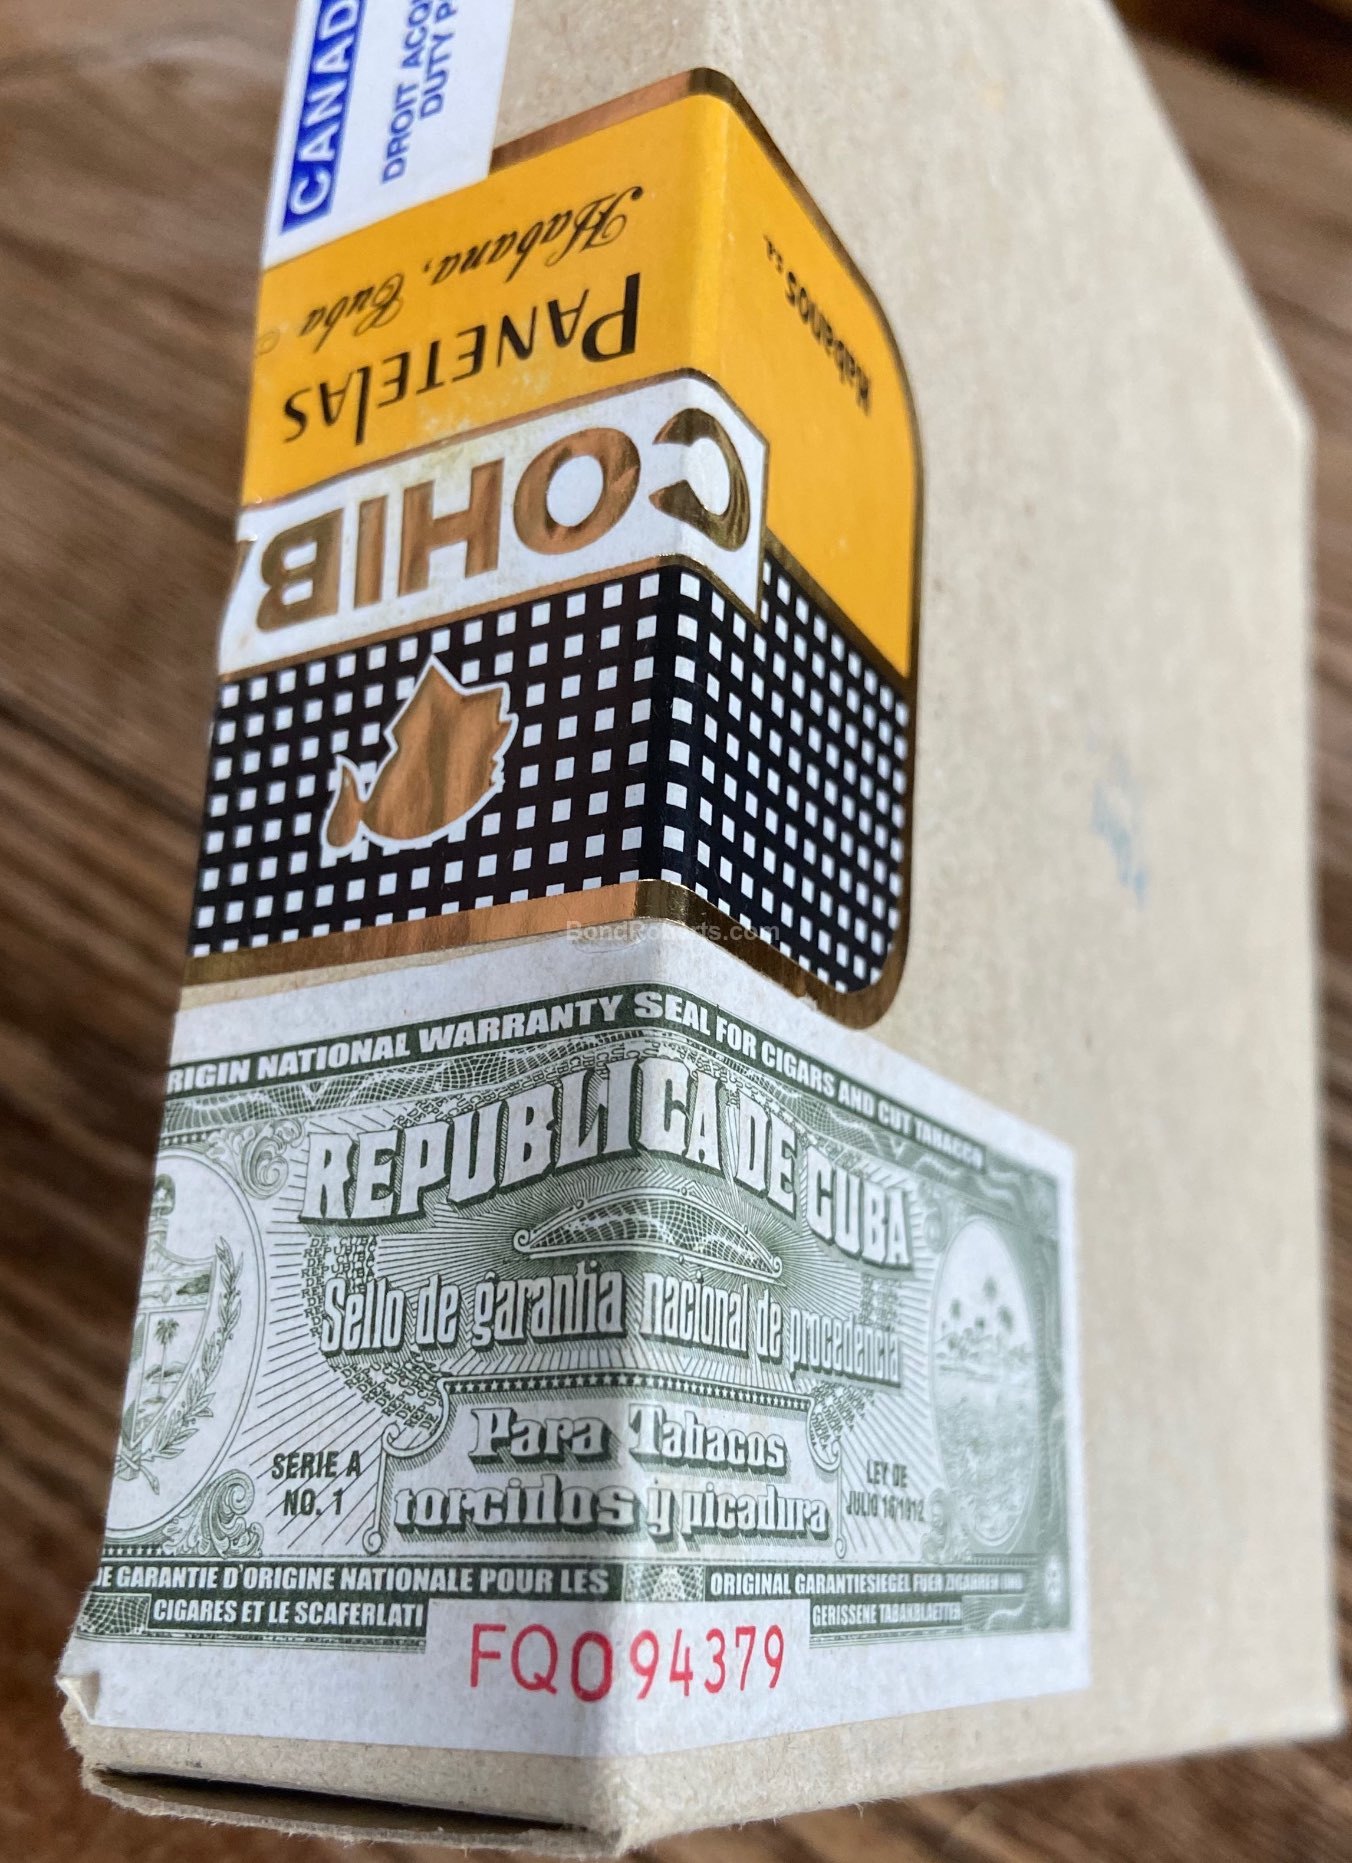 CANAD
DROIT ACQ
DUTY P
COHIBA
PANETELAS
Habana, Cuba
Habanos s.a.
BondRoberts.com
RIGIN NATIONAL WARRANTY SEAL FOR CIGARS AND CUT TABACCO
REPUBLICA DE CUBA
Sello de garantia nacional de procedencia
Para Tabacos
torcidos y picadura
SERIE A
NO. 1
LEY DE
JULIO 16 1912
DE GARANTIE D'ORIGINE NATIONALE POUR LES
CIGARES ET LE SCAFERLATI
ORIGINAL GARANTIESIEGEL FUER ZIGARREN UND
GERISSENE TABAKBLAETTER
FQ094379